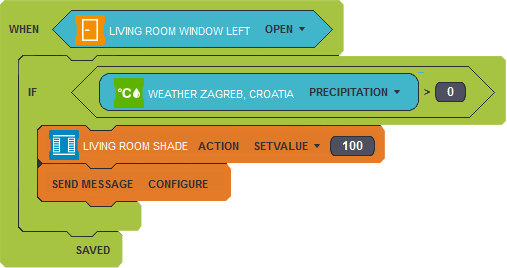 WHEN LIVING ROOM WINDOW LEFT OPEN
IF °C WEATHER ZAGREB, CROATIA PRECIPITATION > 0
LIVING ROOM SHADE ACTION SETVALUE 100
SEND MESSAGE CONFIGURE
SAVED